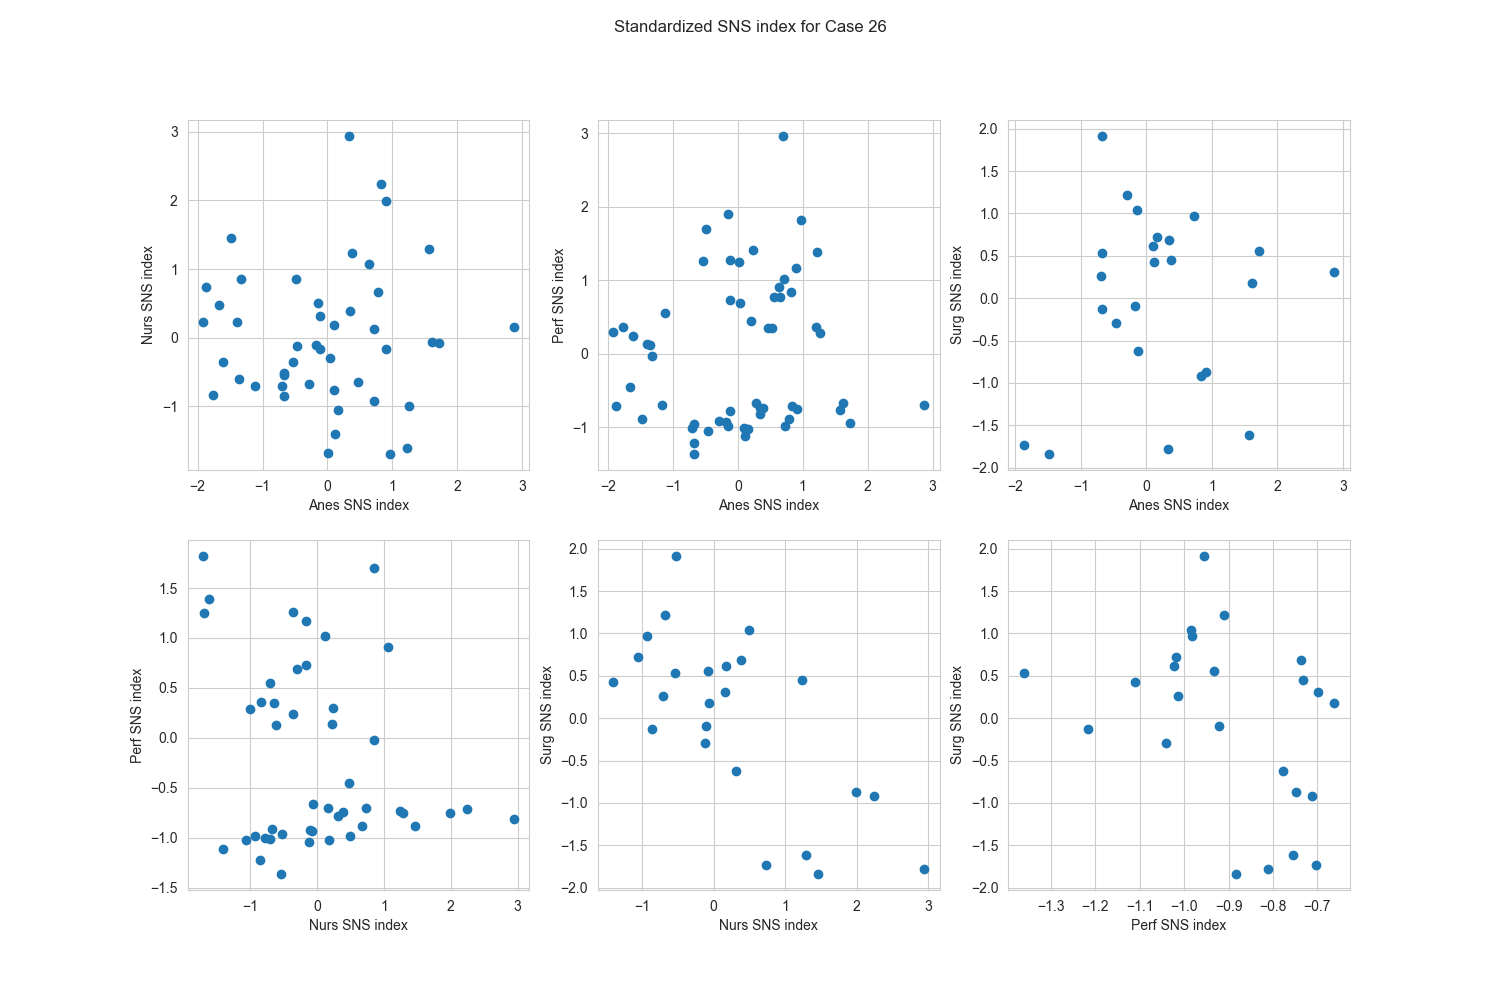 Standardized SNS index for Case 26
Nurs SNS index
3
2
1
0
−1
−2 −1 0 1 2 3
Anes SNS index
Perf SNS index
3
2
1
0
−1
−2 −1 0 1 2 3
Anes SNS index
Surg SNS index
2.0
1.5
1.0
0.5
0.0
−0.5
−1.0
−1.5
−2.0
−2 −1 0 1 2 3
Anes SNS index
Perf SNS index
1.5
1.0
0.5
0.0
−0.5
−1.0
−1.5
−1 0 1 2 3
Nurs SNS index
Surg SNS index
2.0
1.5
1.0
0.5
0.0
−0.5
−1.0
−1.5
−2.0
−1 0 1 2 3
Nurs SNS index
Surg SNS index
2.0
1.5
1.0
0.5
0.0
−0.5
−1.0
−1.5
−2.0
−1.3 −1.2 −1.1 −1.0 −0.9 −0.8 −0.7
Perf SNS index